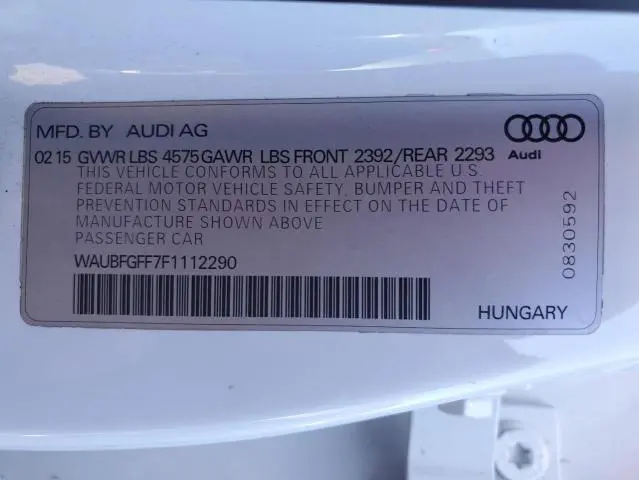 MFD. BY AUDI AG
02 15 GVWR LBS 4575 GAWR LBS FRONT 2392/REAR 2293
Audi
THIS VEHICLE CONFORMS TO ALL APPLICABLE U.S.
FEDERAL MOTOR VEHICLE SAFETY, BUMPER AND THEFT
PREVENTION STANDARDS IN EFFECT ON THE DATE OF
MANUFACTURE SHOWN ABOVE
PASSENGER CAR
WAUBFGFF7F1112290
HUNGARY
0830592